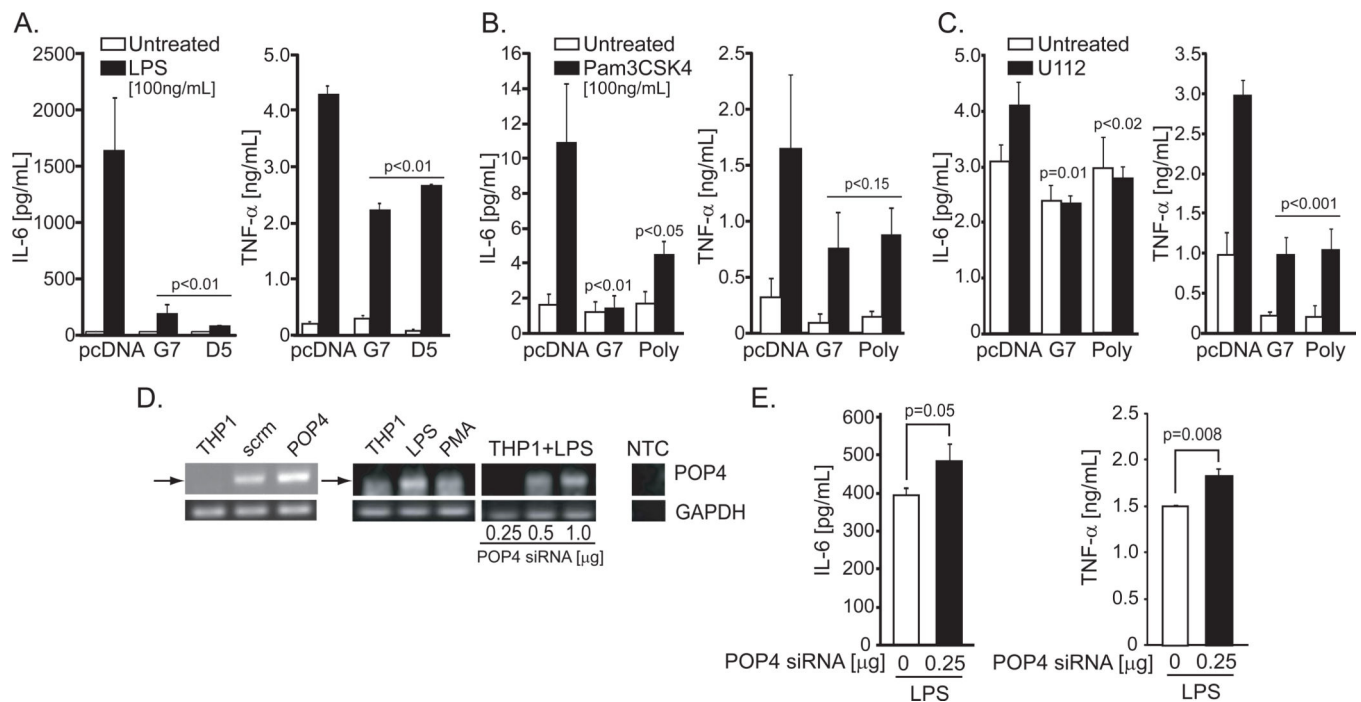 A.
Untreated
LPS
[100ng/mL]
IL-6 [pg/mL]
2500
2000
1500
1000
500
0
p<0.01
pcDNA G7 D5
TNF-α [ng/mL]
5.0
4.0
3.0
2.0
1.0
0
p<0.01
pcDNA G7 D5
B.
Untreated
Pam3CSK4
[100ng/mL]
IL-6 [pg/mL]
16
14
12
10
8
6
4
2
0
p<0.01
p<0.05
pcDNA G7 Poly
TNF-α [ng/mL]
2.5
2.0
1.5
1.0
0.5
0
p<0.15
pcDNA G7 Poly
C.
Untreated
U112
IL-6 [pg/mL]
5.0
4.0
3.0
2.0
1.0
0
p=0.01
p<0.02
pcDNA G7 Poly
TNF-α [ng/mL]
3.5
3.0
2.5
2.0
1.5
1.0
0.5
0
p<0.001
pcDNA G7 Poly
D.
THP1 scrm POP4
THP1 LPS PMA
THP1+LPS
NTC
POP4
GAPDH
0.25 0.5 1.0
POP4 siRNA [μg]
E.
IL-6 [pg/mL]
600
500
400
300
200
100
0
p=0.05
POP4 siRNA [μg] 0 0.25
LPS
TNF-α [ng/mL]
2.5
2.0
1.5
1.0
0.5
0
p=0.008
POP4 siRNA [μg] 0 0.25
LPS